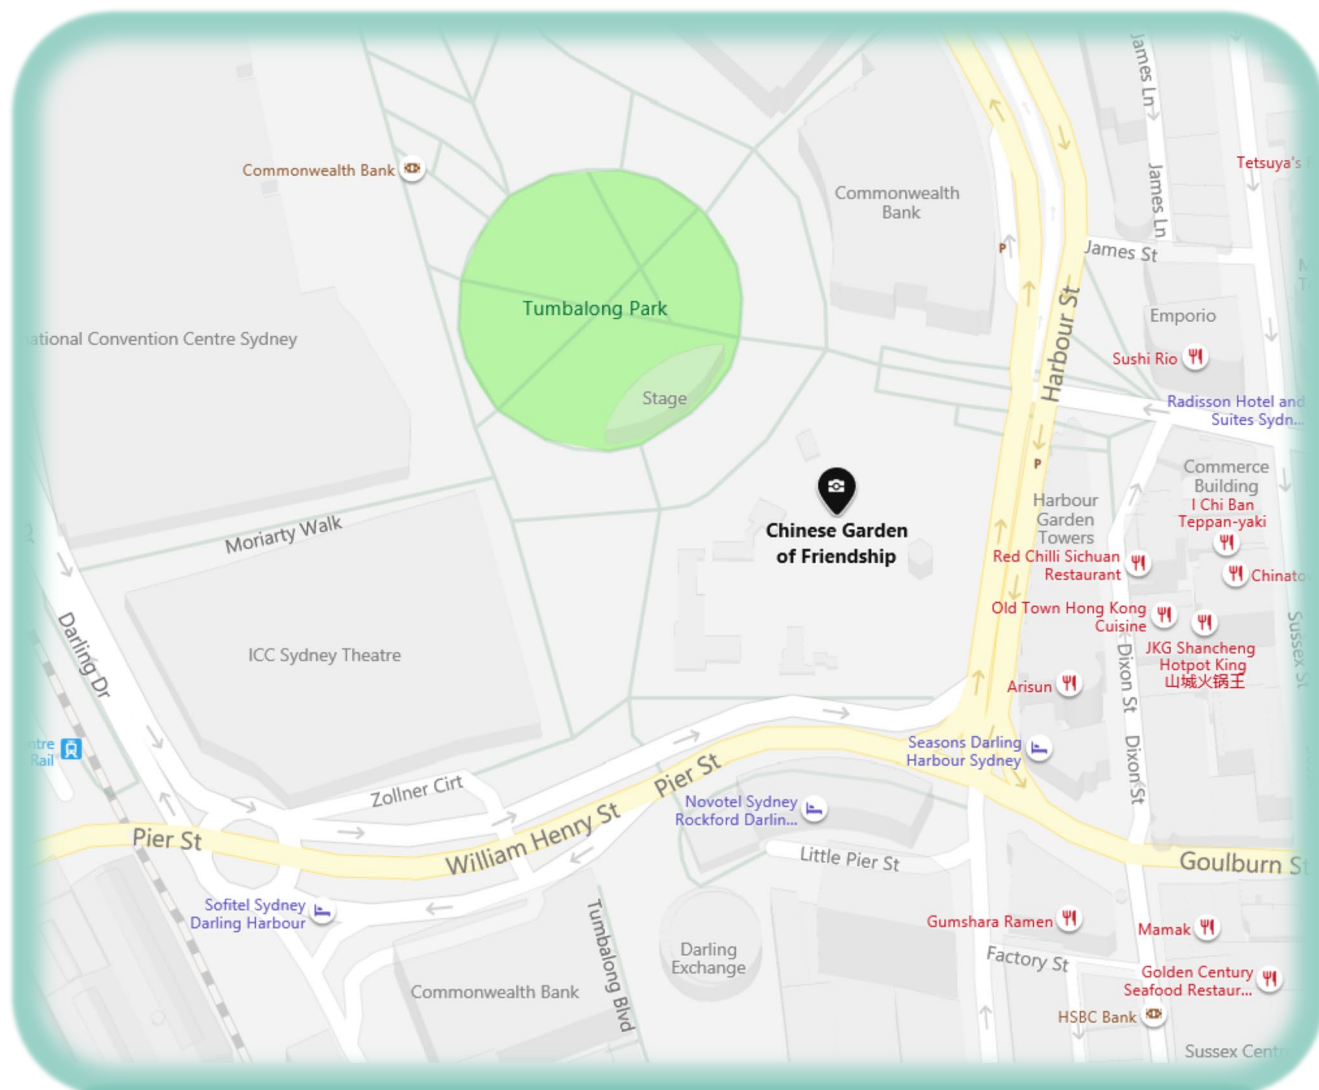 James Ln
Tetsuya's
Commonwealth Bank
Commonwealth
Bank
James Ln
James St
Tumbalong Park
Harbour St
Emporio
ational Convention Centre Sydney
Sushi Rio
Stage
Radisson Hotel and
Suites Sydn...
P
P
Commerce
Building
I Chi Ban
Teppan-yaki
Harbour
Garden
Towers
Chinese Garden
of Friendship
Moriarty Walk
Red Chilli Sichuan
Restaurant
Chinato
Old Town Hong Kong
Cuisine
JKG Shancheng
Hotpot King
山城火锅王
Sussex St
Darling Dr
ICC Sydney Theatre
Dixon St
Arisun
ntre
Rail
Seasons Darling
Harbour Sydney
Dixon St
Pier St
Zollner Cirt
Novotel Sydney
Rockford Darlin...
Pier St
William Henry St
Little Pier St
Goulburn St
Sofitel Sydney
Darling Harbour
Tumbalong Blvd
Gumshara Ramen
Mamak
Darling
Exchange
Factory St
Golden Century
Seafood Restaur...
Commonwealth Bank
HSBC Bank
Sussex Cent